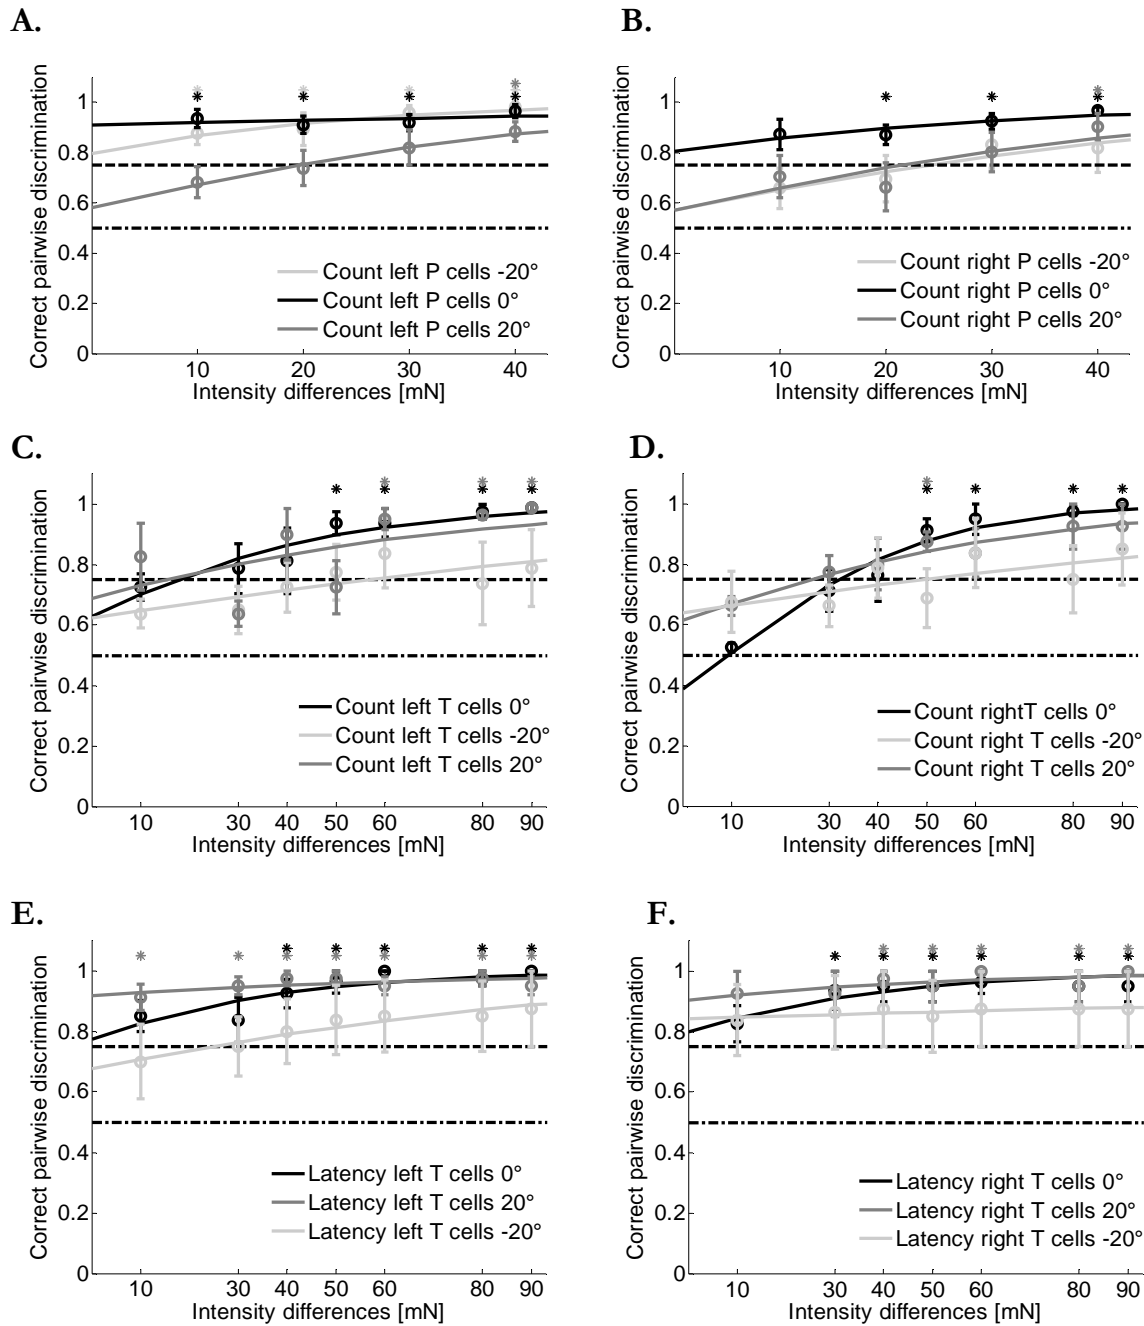 A.
Correct pairwise discrimination
1
0.8
0.6
0.4
0.2
0
* * * *
* * * *
*
Count left P cells -20°
Count left P cells 0°
Count left P cells 20°
10 20 30 40
Intensity differences [mN]
B.
Correct pairwise discrimination
1
0.8
0.6
0.4
0.2
0
*
* * *
Count right P cells -20°
Count right P cells 0°
Count right P cells 20°
10 20 30 40
Intensity differences [mN]
C.
Correct pairwise discrimination
1
0.8
0.6
0.4
0.2
0
* * *
* * * *
Count left T cells 0°
Count left T cells -20°
Count left T cells 20°
10 30 40 50 60 80 90
Intensity differences [mN]
D.
Correct pairwise discrimination
1
0.8
0.6
0.4
0.2
0
* * *
* * * *
Count rightT cells 0°
Count right T cells -20°
Count right T cells 20°
10 30 40 50 60 80 90
Intensity differences [mN]
E.
Correct pairwise discrimination
1
0.8
0.6
0.4
0.2
0
* * * * *
* * * * * * *
Latency left T cells 0°
Latency left T cells 20°
Latency left T cells -20°
10 30 40 50 60 80 90
Intensity differences [mN]
F.
Correct pairwise discrimination
1
0.8
0.6
0.4
0.2
0
* * * * *
* * * * * *
Latency right T cells 0°
Latency right T cells 20°
Latency right T cells -20°
10 30 40 50 60 80 90
Intensity differences [mN]